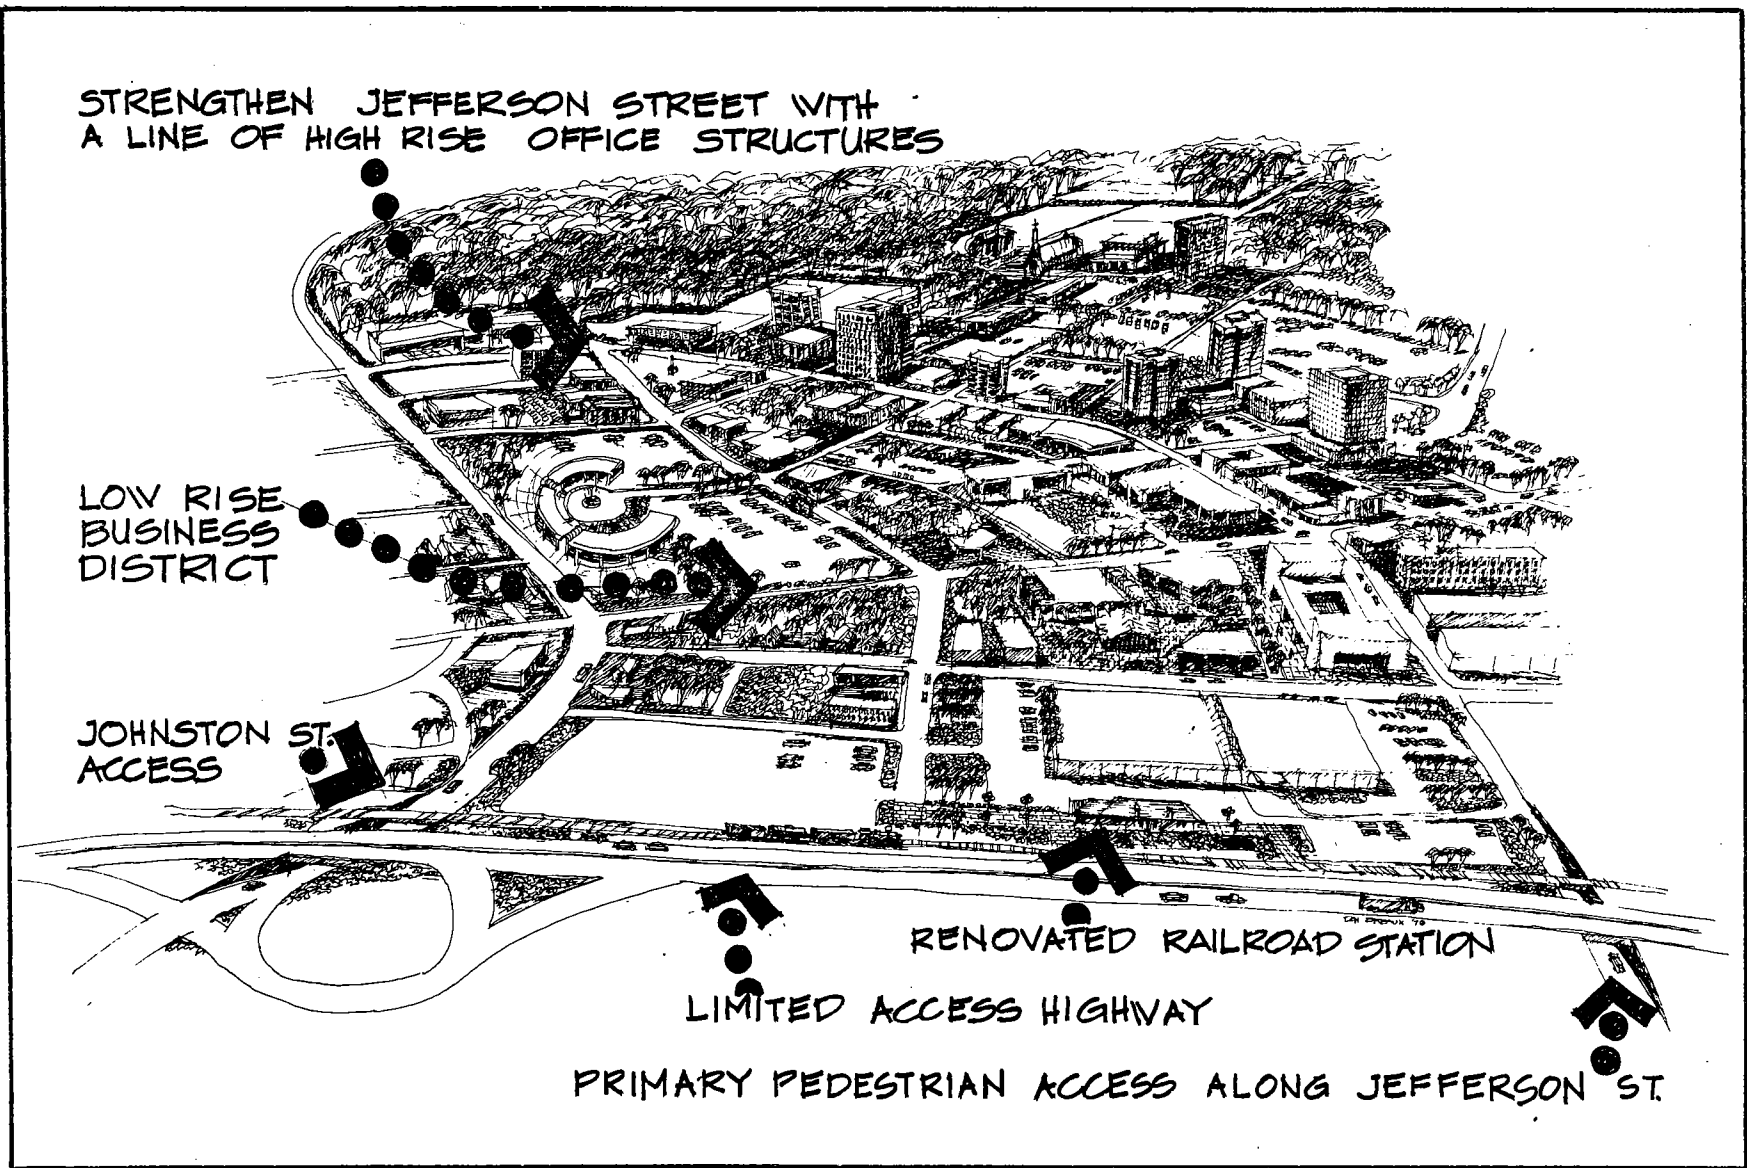 STRENGTHEN JEFFERSON STREET WITH
A LINE OF HIGH RISE OFFICE STRUCTURES
LOW RISE
BUSINESS
DISTRICT
JOHNSTON ST.
ACCESS
RENOVATED RAILROAD STATION
LIMITED ACCESS HIGHWAY
PRIMARY PEDESTRIAN ACCESS ALONG JEFFERSON ST.